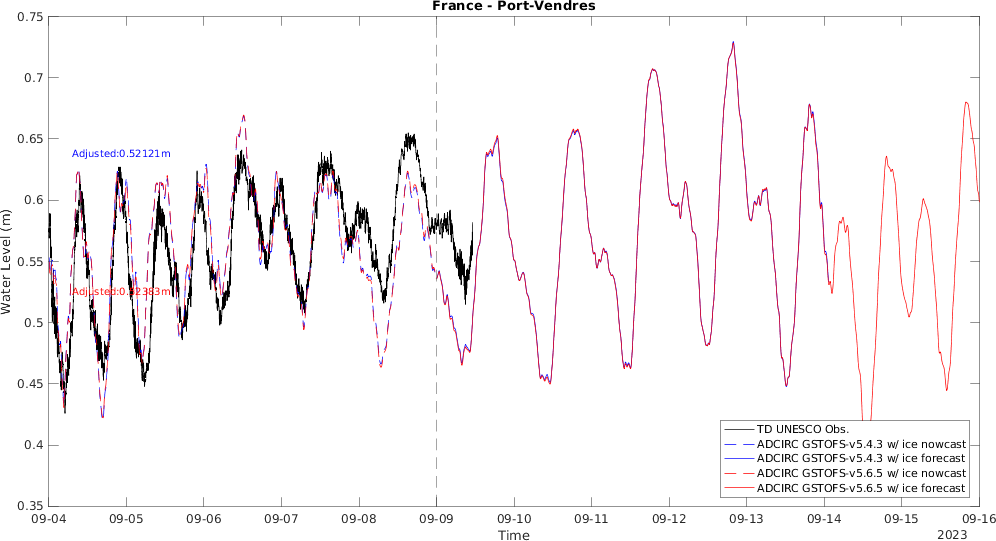 France - Port-Vendres
0.75
0.7
0.65
0.6
0.55
0.5
0.45
0.4
0.35
Water Level (m)
Adjusted:0.52121m
Adjusted:0.52383m
TD UNESCO Obs.
ADCIRC GSTOFS-v5.4.3 w/ ice nowcast
ADCIRC GSTOFS-v5.4.3 w/ ice forecast
ADCIRC GSTOFS-v5.6.5 w/ ice nowcast
ADCIRC GSTOFS-v5.6.5 w/ ice forecast
09-04 09-05 09-06 09-07 09-08 09-09 09-10 09-11 09-12 09-13 09-14 09-15 09-16
Time
2023